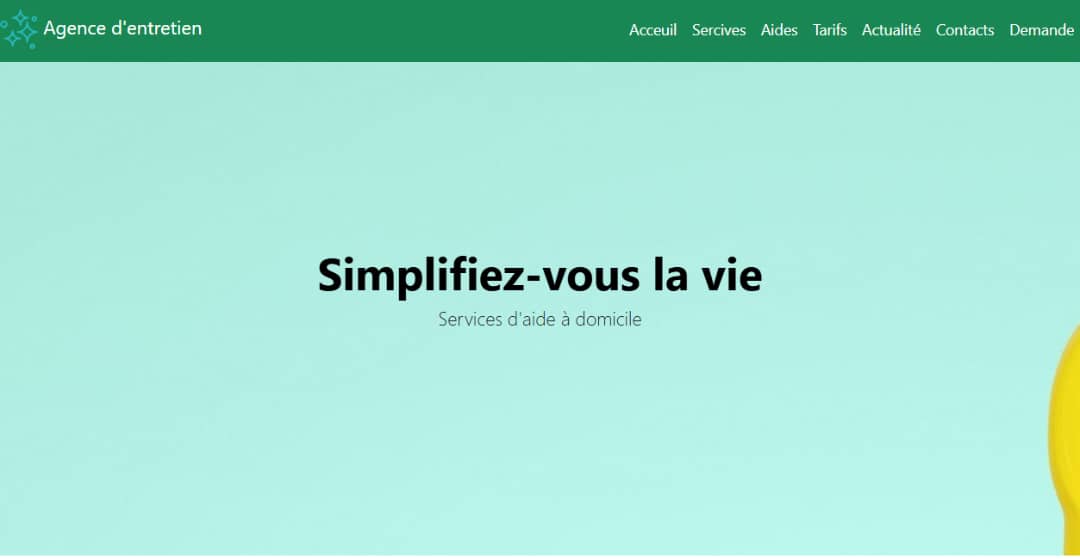 Agence d'entretien
Acceuil Sercives Aides Tarifs Actualité Contacts Demande
Simplifiez-vous la vie
Services d'aide à domicile